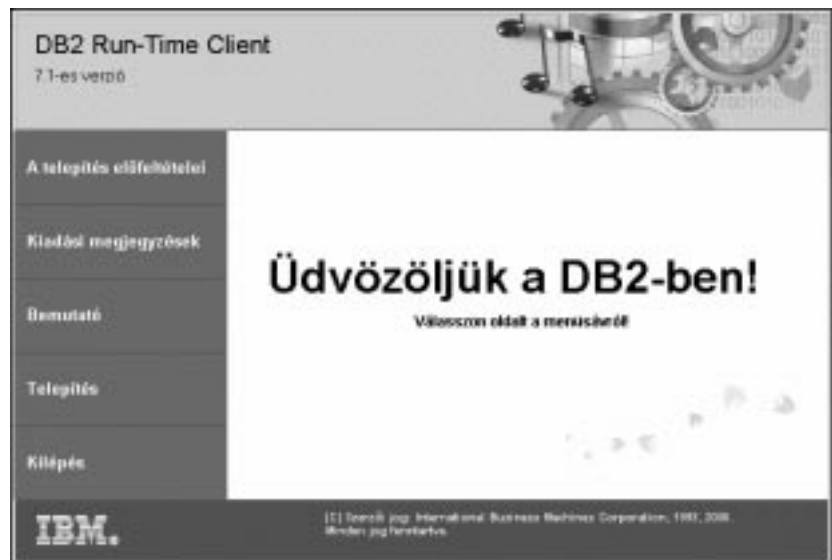 DB2 Run-Time Client
7.1-es verzió
A telepítés előfeltételei
Kiadási megjegyzések
Bemutató
Telepítés
Kilépés
Üdvözöljük a DB2-ben!
Válasszon oldalt a menüsávról!
IBM.
(C) Szerzői jog: International Business Machines Corporation, 1993, 2000.
Minden jog fenntartva.